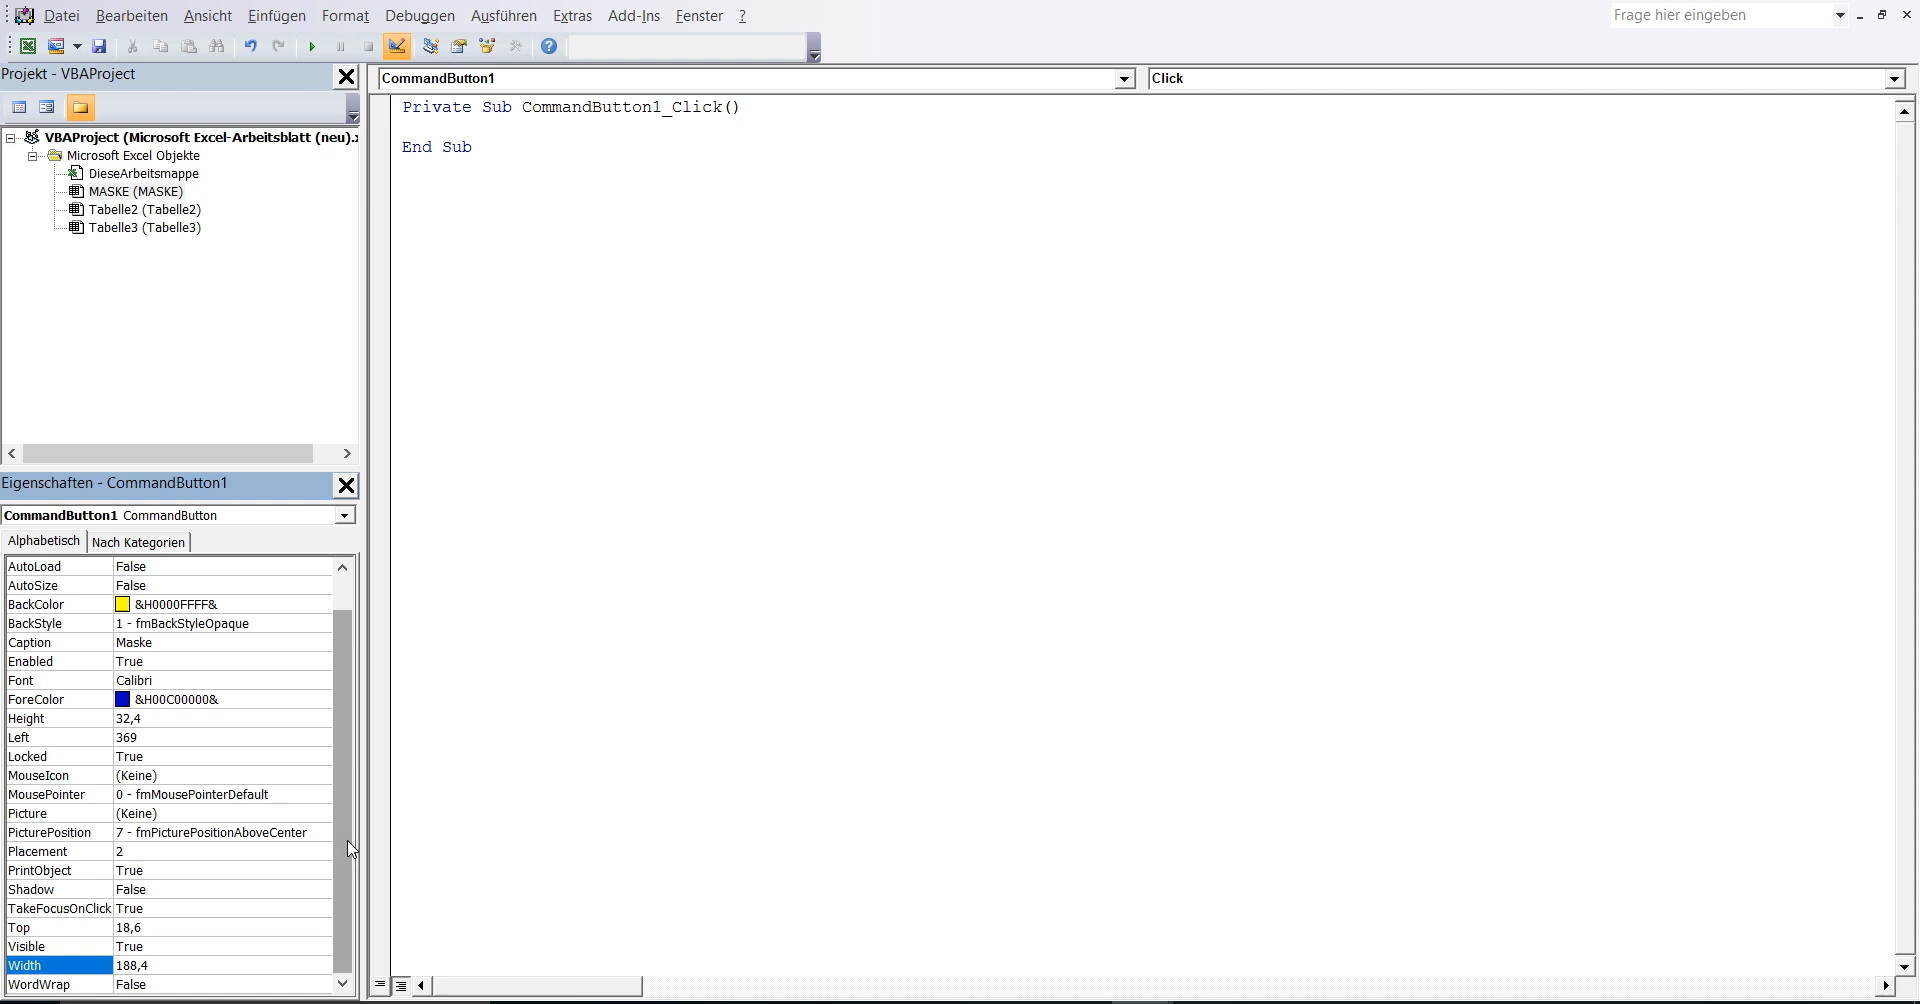 Datei Bearbeiten Ansicht Einfügen Format Debuggen Ausführen Extras Add-Ins Fenster ? Frage hier eingeben
Projekt - VBAProject
VBAProject (Microsoft Excel-Arbeitsblatt (neu).
Microsoft Excel Objekte
DieseArbeitsmappe
MASKE (MASKE)
Tabelle2 (Tabelle2)
Tabelle3 (Tabelle3)
Eigenschaften - CommandButton1
CommandButton1 CommandButton
Alphabetisch Nach Kategorien
AutoLoad False
AutoSize False
BackColor &H0000FFFF&
BackStyle 1 - fmBackStyleOpaque
Caption Maske
Enabled True
Font Calibri
ForeColor &H00C00000&
Height 32,4
Left 369
Locked True
MouseIcon (Keine)
MousePointer 0 - fmMousePointerDefault
Picture (Keine)
PicturePosition 7 - fmPicturePositionAboveCenter
Placement 2
PrintObject True
Shadow False
TakeFocusOnClick True
Top 18,6
Visible True
Width 188,4
WordWrap False
CommandButton1 Click
Private Sub CommandButton1_Click()
End Sub